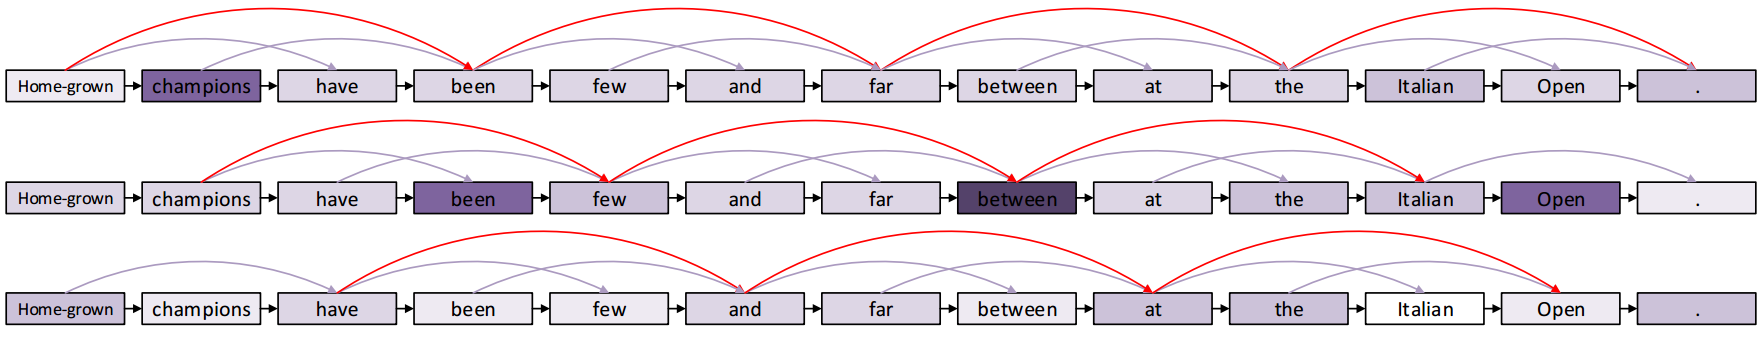 Home-grown champions have been few and far between at the Italian Open .
Home-grown champions have been few and far between at the Italian Open .
Home-grown champions have been few and far between at the Italian Open .